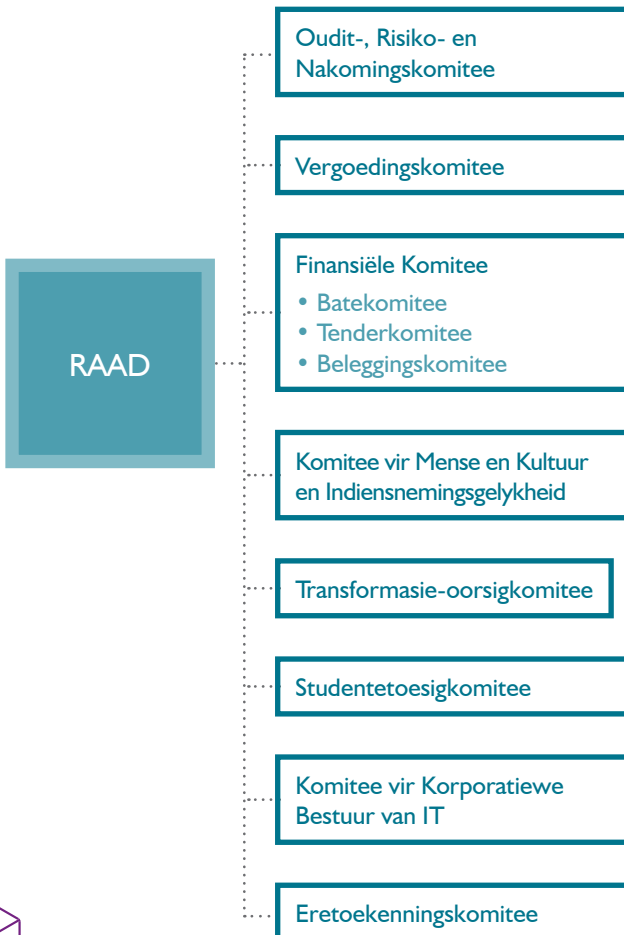 Oudit-, Risiko- en
Nakomingskomitee
Vergoedingskomitee
Finansiële Komitee
• Batekomitee
• Tenderkomitee
• Beleggingskomitee
RAAD
Komitee vir Mense en Kultuur
en Indiensnemingsgelykheid
Transformasie-oorsigkomitee
Studentetoesigkomitee
Komitee vir Korporatiewe
Bestuur van IT
Eretoekenningskomitee